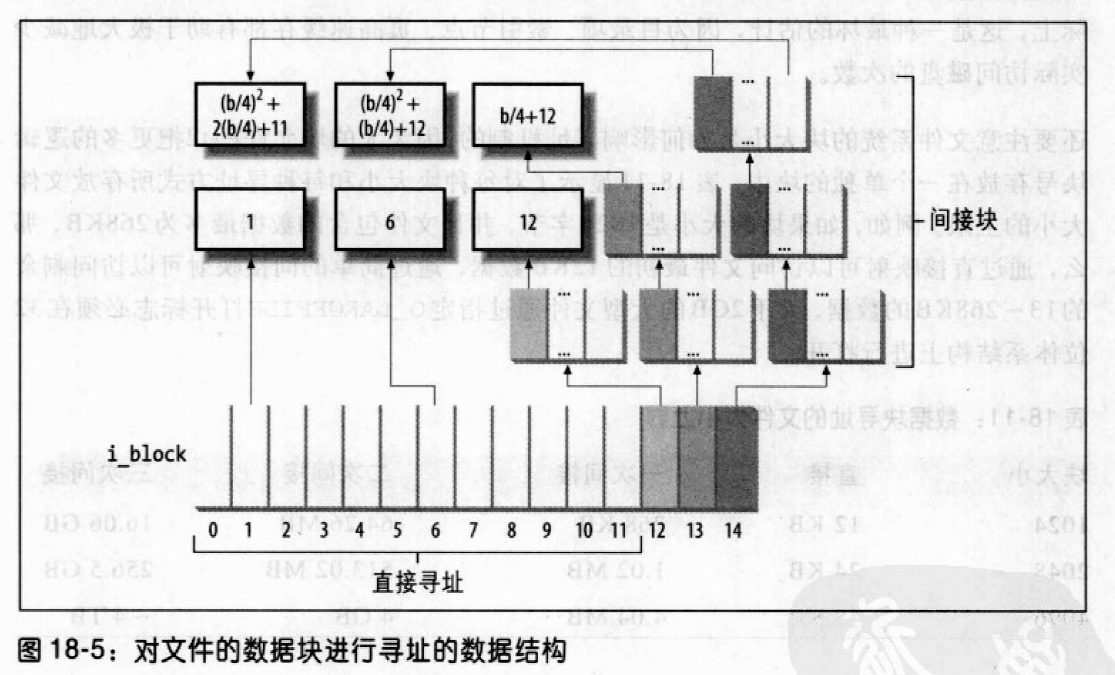 (b/4)² +
2(b/4)+11
(b/4)² +
(b/4)+12
b/4+12
1
6
12
...
...
...
...
...
...
...
...
...
...
...
...
间接块
i_block
0 1 2 3 4 5 6 7 8 9 10 11 12 13 14
直接寻址
图 18-5：对文件的数据块进行寻址的数据结构